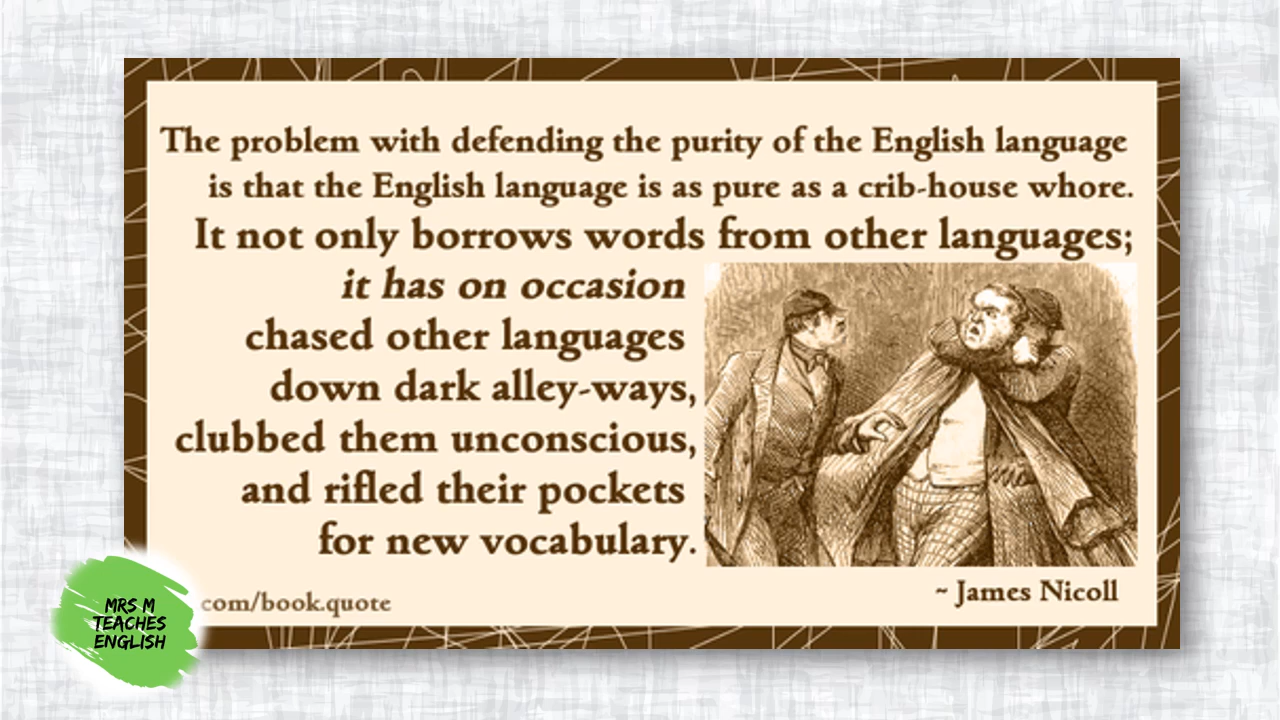 The problem with defending the purity of the English language
is that the English language is as pure as a crib-house whore.
It not only borrows words from other languages;
it has on occasion
chased other languages
down dark alley-ways,
clubbed them unconscious,
and rifled their pockets
for new vocabulary.
~ James Nicoll
com/book.quote
MRS M
TEACHES
ENGLISH